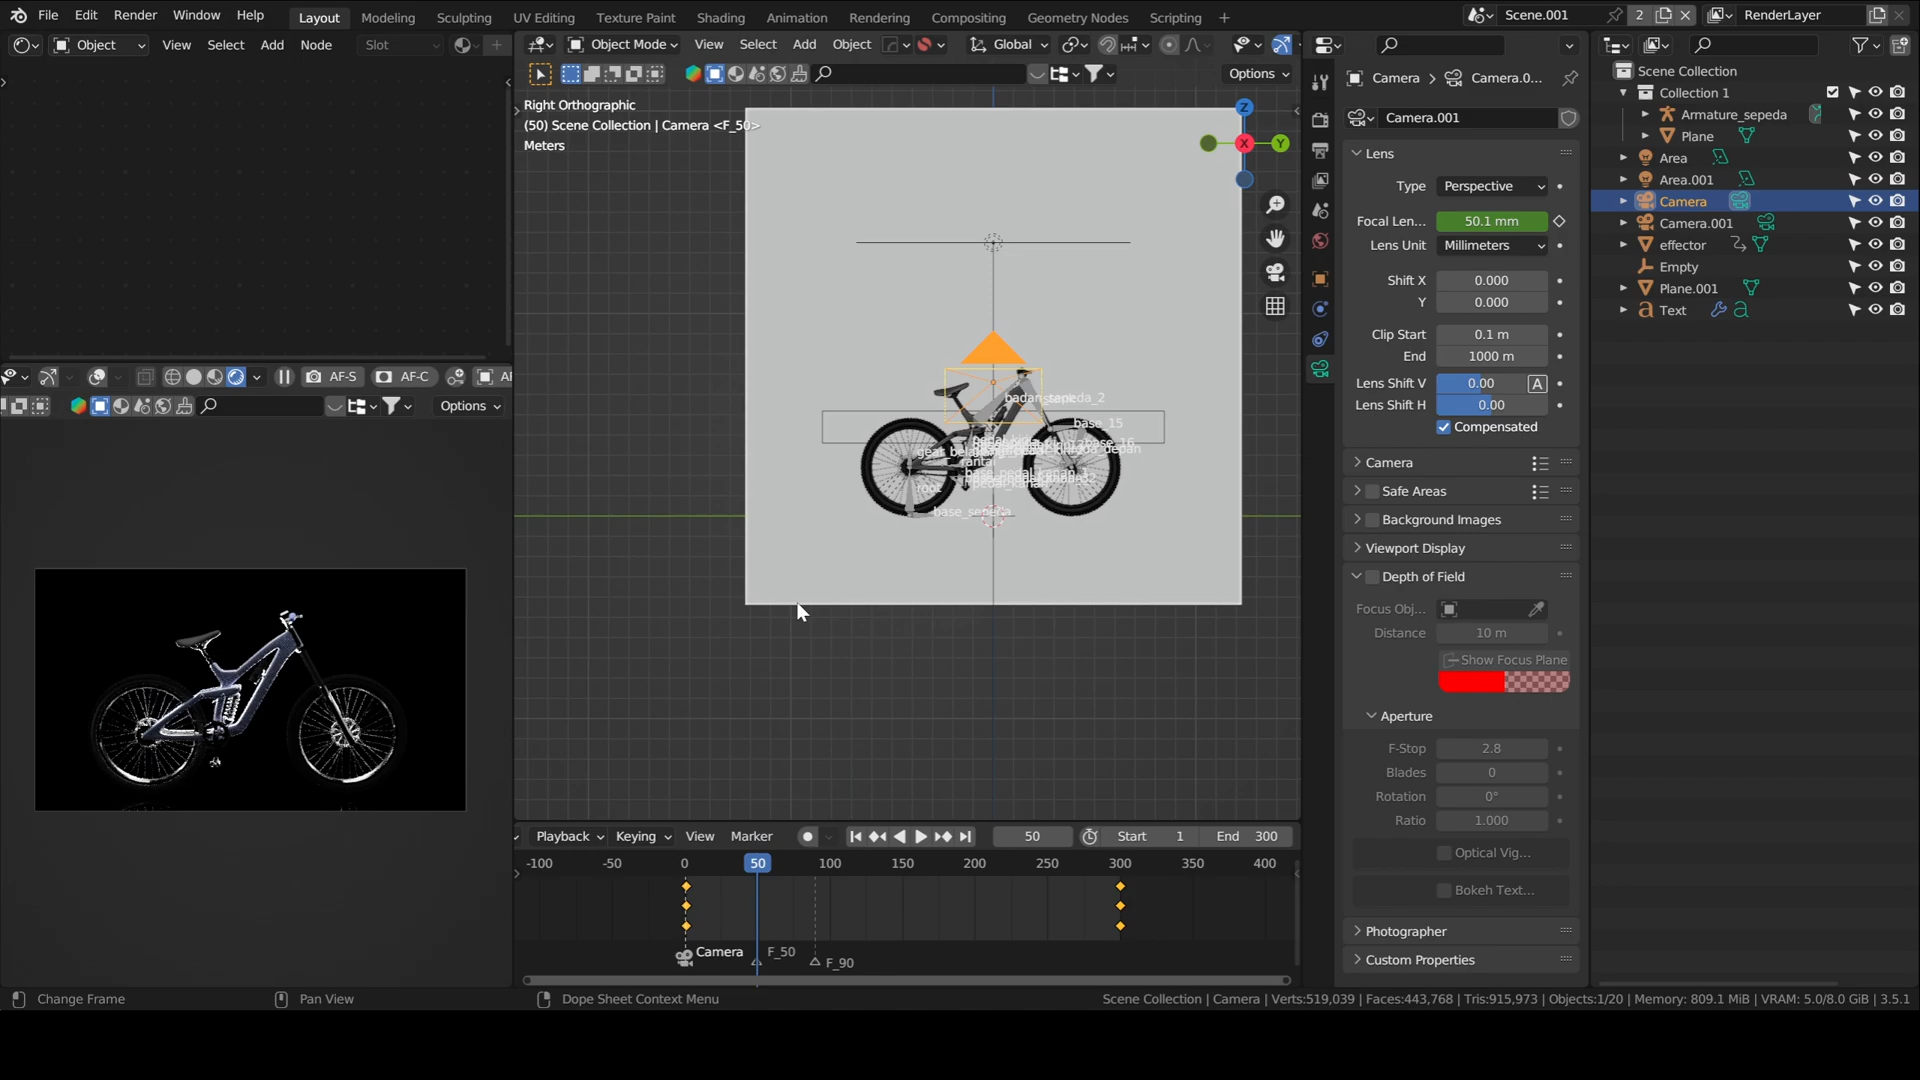 File Edit Render Window Help Layout Modeling Sculpting UV Editing Texture Paint Shading Animation Rendering Compositing Geometry Nodes Scripting + Scene.001 2 RenderLayer
Object View Select Add Node Slot
Object Mode View Select Add Object Global
Options
Right Orthographic
(50) Scene Collection | Camera <F_50>
Meters
Z
X
Y
base_15
rantai
root
base_sepeda
AF-S AF-C
Options
Playback Keying View Marker 50 Start 1 End 300
-100 -50 0 50 100 150 200 250 300 350 400
Camera F_50 F_90
Camera > Camera.0...
Camera.001
Lens
Type Perspective
Focal Len... 50.1 mm
Lens Unit Millimeters
Shift X 0.000
Y 0.000
Clip Start 0.1 m
End 1000 m
Lens Shift V 0.00 A
Lens Shift H 0.00
Compensated
Camera
Safe Areas
Background Images
Viewport Display
Depth of Field
Focus Obj...
Distance 10 m
Show Focus Plane
Aperture
F-Stop 2.8
Blades 0
Rotation 0°
Ratio 1.000
Optical Vig...
Bokeh Text...
Photographer
Custom Properties
Scene Collection
Collection 1
Armature_sepeda
Plane
Area
Area.001
Camera
Camera.001
effector
Empty
Plane.001
Text
Change Frame Pan View Dope Sheet Context Menu Scene Collection | Camera | Verts:519,039 | Faces:443,768 | Tris:915,973 | Objects:1/20 | Memory: 809.1 MiB | VRAM: 5.0/8.0 GiB | 3.5.1